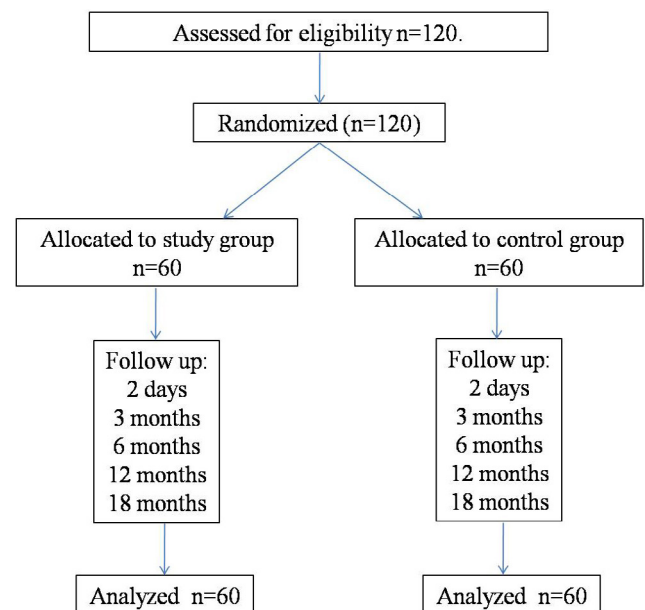 Assessed for eligibility n=120.
Randomized (n=120)
Allocated to study group
n=60
Allocated to control group
n=60
Follow up:
2 days
3 months
6 months
12 months
18 months
Follow up:
2 days
3 months
6 months
12 months
18 months
Analyzed n=60
Analyzed n=60